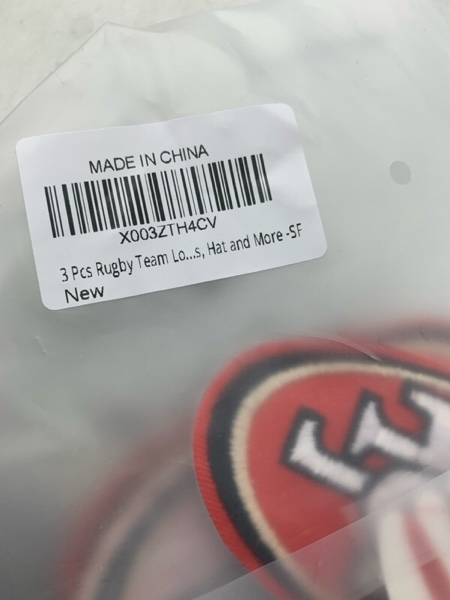 MADE IN CHINA
X003ZTH4CV
3 Pcs Rugby Team Lo...s, Hat and More -SF
New